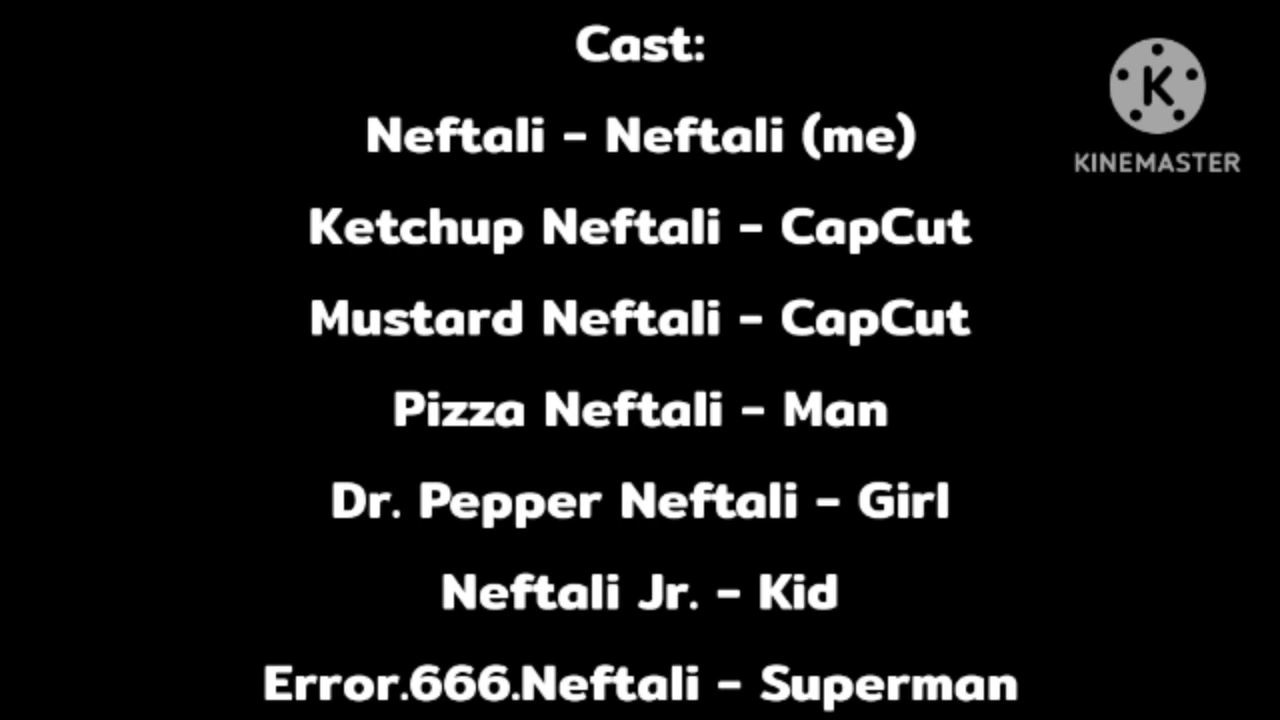 Cast:
Neftali - Neftali (me)
Ketchup Neftali - CapCut
Mustard Neftali - CapCut
Pizza Neftali - Man
Dr. Pepper Neftali - Girl
Neftali Jr. - Kid
Error.666.Neftali - Superman
K
KINEMASTER